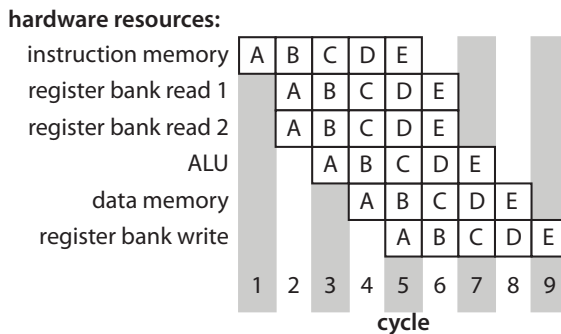 hardware resources:
instruction memory A B C D E
register bank read 1 A B C D E
register bank read 2 A B C D E
ALU A B C D E
data memory A B C D E
register bank write A B C D E
1 2 3 4 5 6 7 8 9
cycle